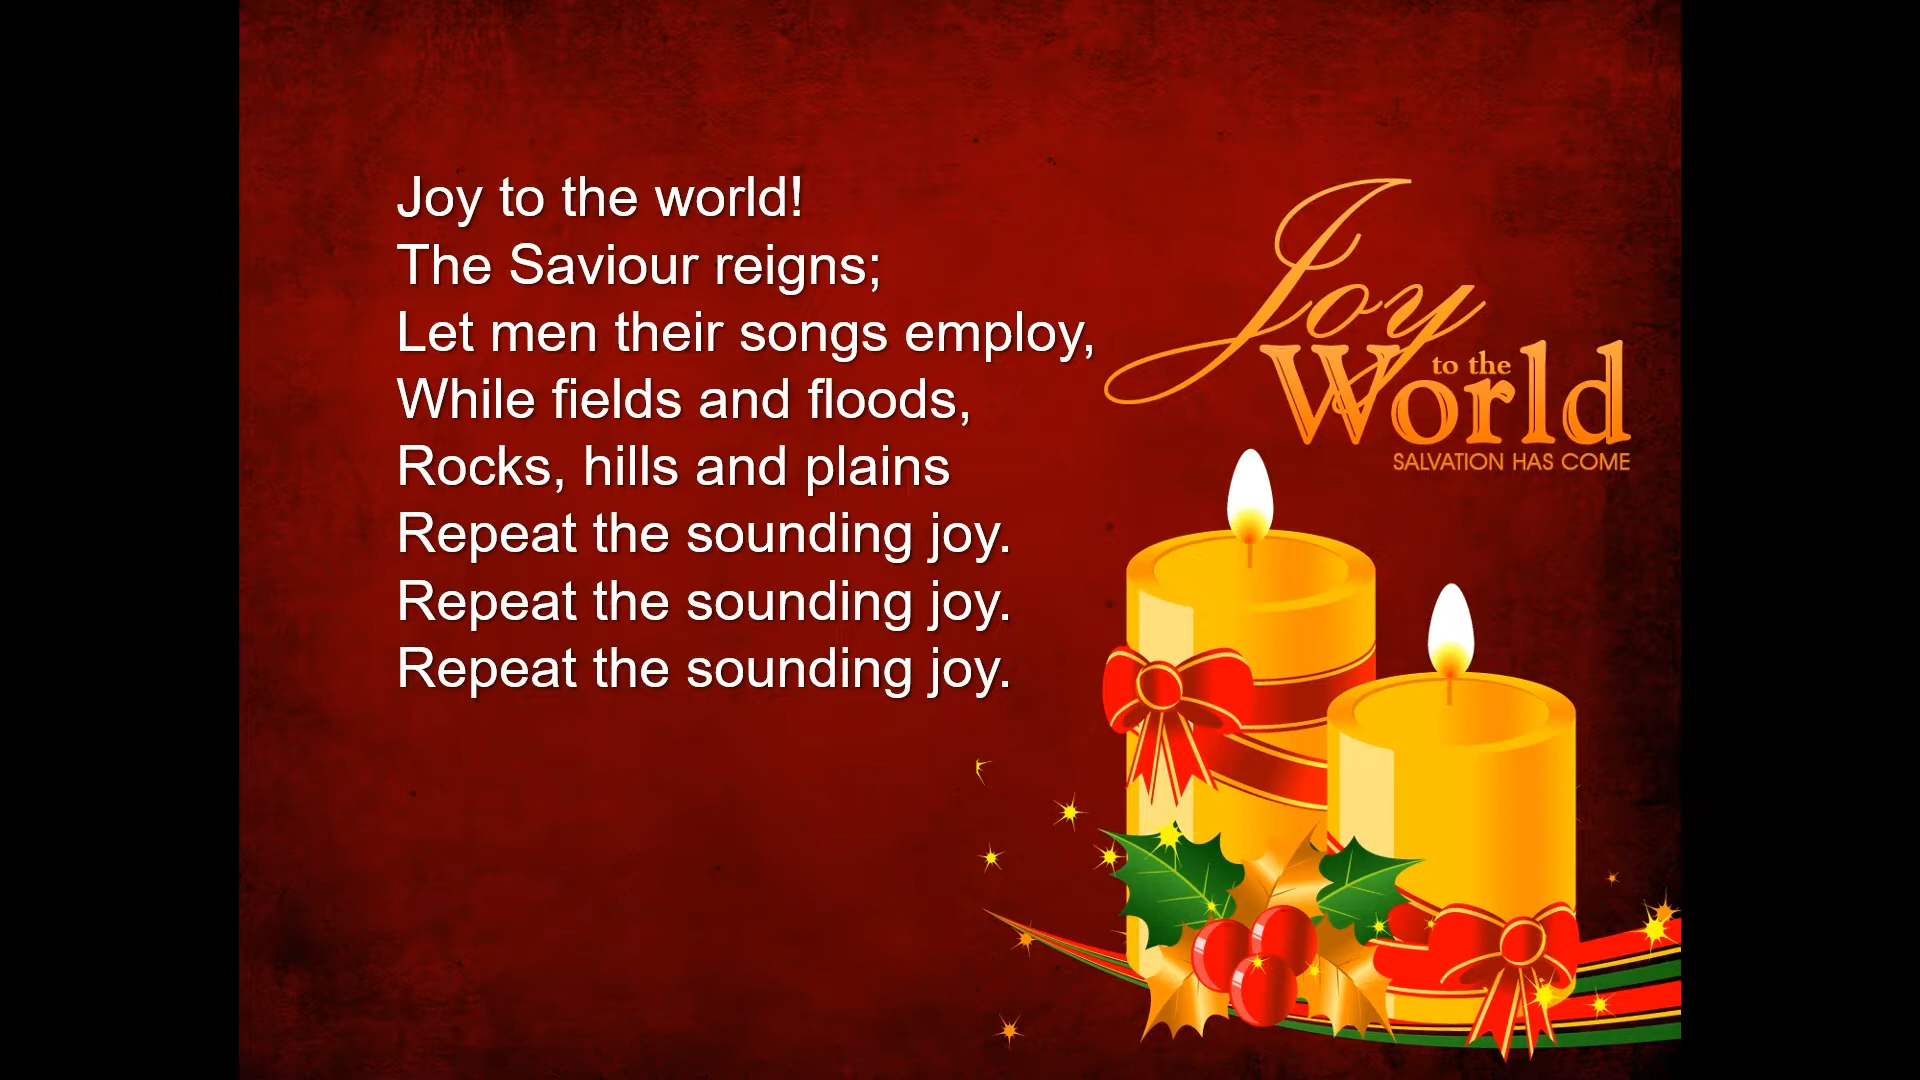 Joy to the world!
The Saviour reigns;
Let men their songs employ,
While fields and floods,
Rocks, hills and plains
Repeat the sounding joy.
Repeat the sounding joy.
Repeat the sounding joy.
Joy
to the
World
SALVATION HAS COME